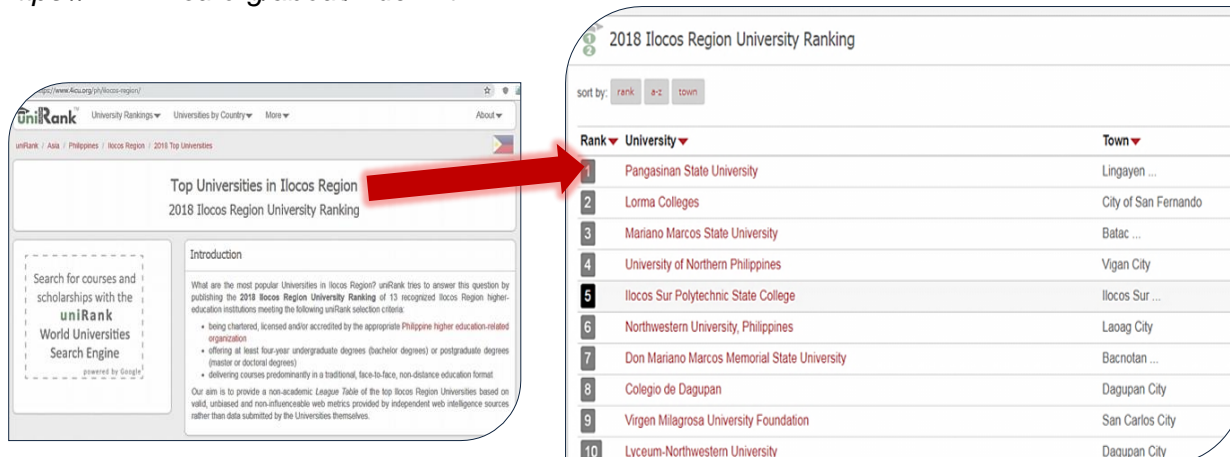 https://www.4icu.org/ph/ilocos-region/
uniRank™ University Rankings Universities by Country More About
uniRank / Asia / Philippines / Ilocos Region / 2018 Top Universities
Top Universities in Ilocos Region
2018 Ilocos Region University Ranking
Search for courses and
scholarships with the
uniRank
World Universities
Search Engine
powered by Google
Introduction
What are the most popular Universities in Ilocos Region? uniRank tries to answer this question by
publishing the 2018 Ilocos Region University Ranking of 13 recognized Ilocos Region higher-
education institutions meeting the following uniRank selection criteria:
• being chartered, licensed and/or accredited by the appropriate Philippine higher education-related
organization
• offering at least four-year undergraduate degrees (bachelor degrees) or postgraduate degrees
(master or doctoral degrees)
• delivering courses predominantly in a traditional, face-to-face, non-distance education format.
Our aim is to provide a non-academic League Table of the top Ilocos Region Universities based on
valid, unbiased and non-influenceable web metrics provided by independent web intelligence sources
rather than data submitted by the Universities themselves.
2018 Ilocos Region University Ranking
sort by: rank a-z town
Rank University Town
1 Pangasinan State University Lingayen ...
2 Lorma Colleges City of San Fernando
3 Mariano Marcos State University Batac ...
4 University of Northern Philippines Vigan City
5 Ilocos Sur Polytechnic State College Ilocos Sur ...
6 Northwestern University, Philippines Laoag City
7 Don Mariano Marcos Memorial State University Bacnotan ...
8 Colegio de Dagupan Dagupan City
9 Virgen Milagrosa University Foundation San Carlos City
10 Lyceum-Northwestern University Dagupan City